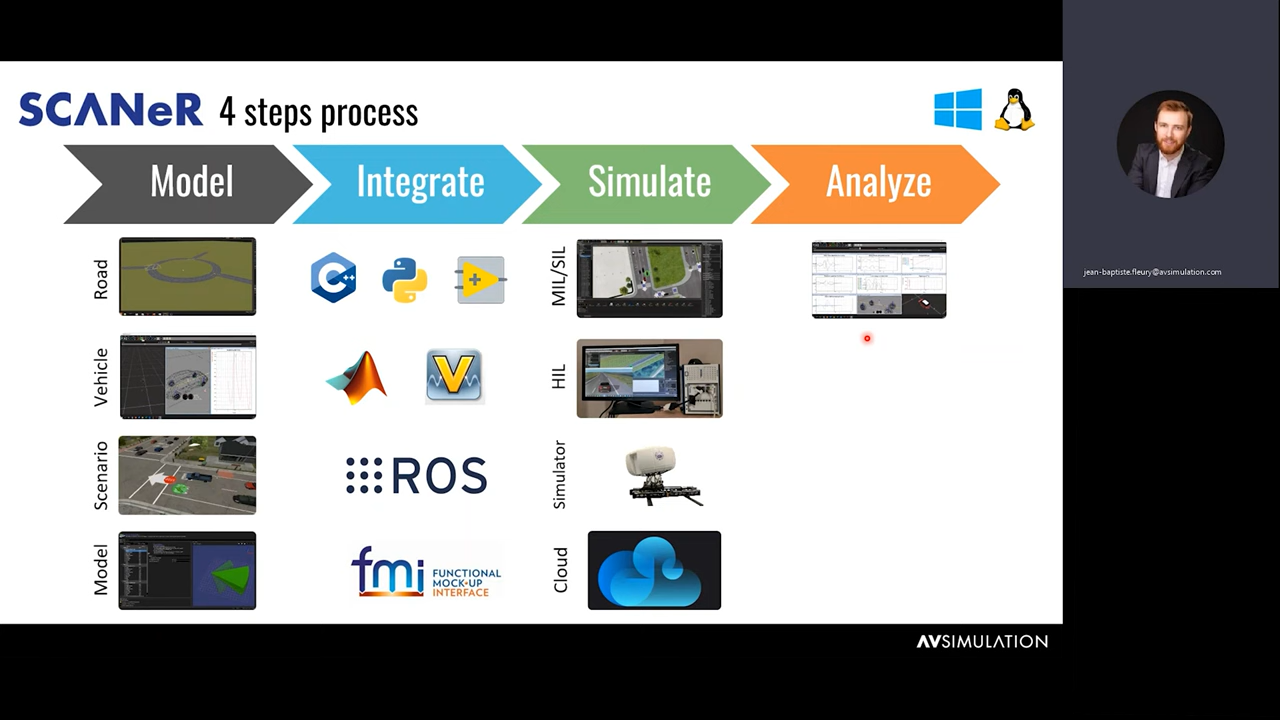 SCANeR 4 steps process
Model
Integrate
Simulate
Analyze
Road
MIL/SIL
Vehicle
HIL
Scenario
ROS
Simulator
Model
fmi FUNCTIONAL
MOCK-UP
INTERFACE
Cloud
AVSIMULATION
jean-baptiste.fleury@avsimulation.com